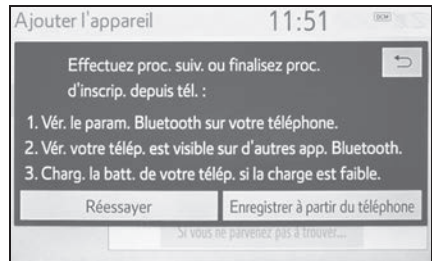 Ajouter l'appareil 11:51 DCM
Effectuez proc. suiv. ou finalisez proc.
d'inscrip. depuis tél. :
1. Vér. le param. Bluetooth sur votre téléphone.
2. Vér. votre télép. est visible sur d'autres app. Bluetooth.
3. Charg. la batt. de votre télép. si la charge est faible.
Réessayer Enregistrer à partir du téléphone
Si vous ne parvenez pas à trouver...